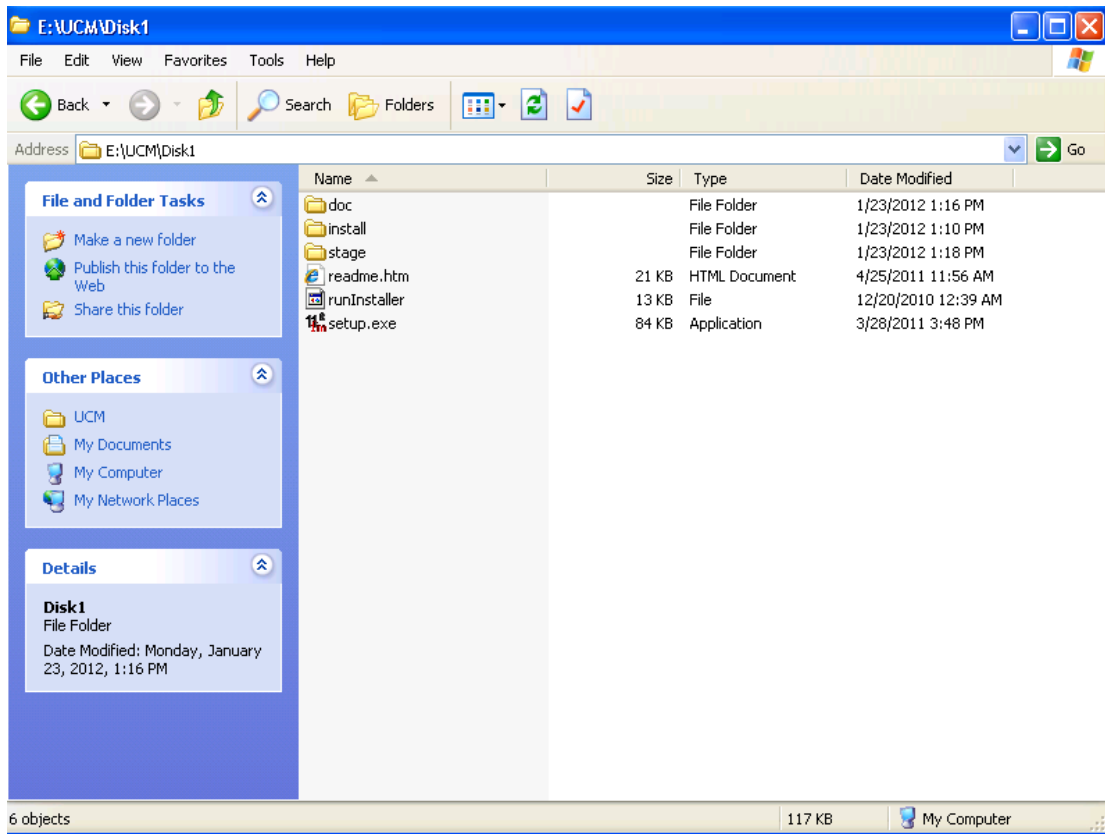 E:\UCM\Disk1
File Edit View Favorites Tools Help
Back Search Folders
Address E:\UCM\Disk1 Go
File and Folder Tasks
Make a new folder
Publish this folder to the
Web
Share this folder
Other Places
UCM
My Documents
My Computer
My Network Places
Details
Disk1
File Folder
Date Modified: Monday, January
23, 2012, 1:16 PM
Name Size Type Date Modified
doc File Folder 1/23/2012 1:16 PM
install File Folder 1/23/2012 1:10 PM
stage File Folder 1/23/2012 1:18 PM
readme.htm 21 KB HTML Document 4/25/2011 11:56 AM
runInstaller 13 KB File 12/20/2010 12:39 AM
setup.exe 84 KB Application 3/28/2011 3:48 PM
6 objects 117 KB My Computer